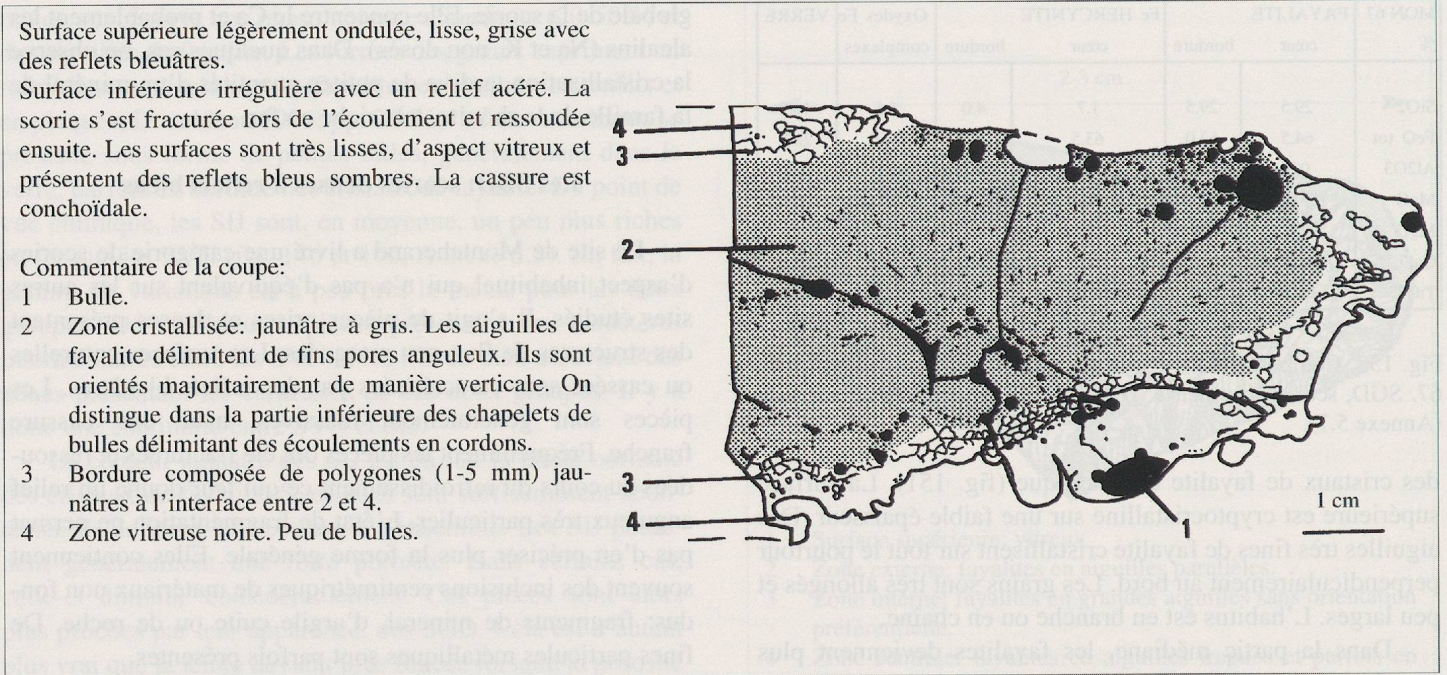 Surface supérieure légèrement ondulée, lisse, grise avec
des reflets bleuâtres.
Surface inférieure irrégulière avec un relief acéré. La
scorie s'est fracturée lors de l'écoulement et ressoudée
ensuite. Les surfaces sont très lisses, d'aspect vitreux et
présentent des reflets bleus sombres. La cassure est
conchoïdale.
Commentaire de la coupe:
1 Bulle.
2 Zone cristallisée: jaunâtre à gris. Les aiguilles de
fayalite délimitent de fins pores anguleux. Ils sont
orientés majoritairement de manière verticale. On
distingue dans la partie inférieure des chapelets de
bulles délimitant des écoulements en cordons.
3 Bordure composée de polygones (1-5 mm) jau-
nâtres à l'interface entre 2 et 4.
4 Zone vitreuse noire. Peu de bulles.
4
3
2
3
4
1
1 cm